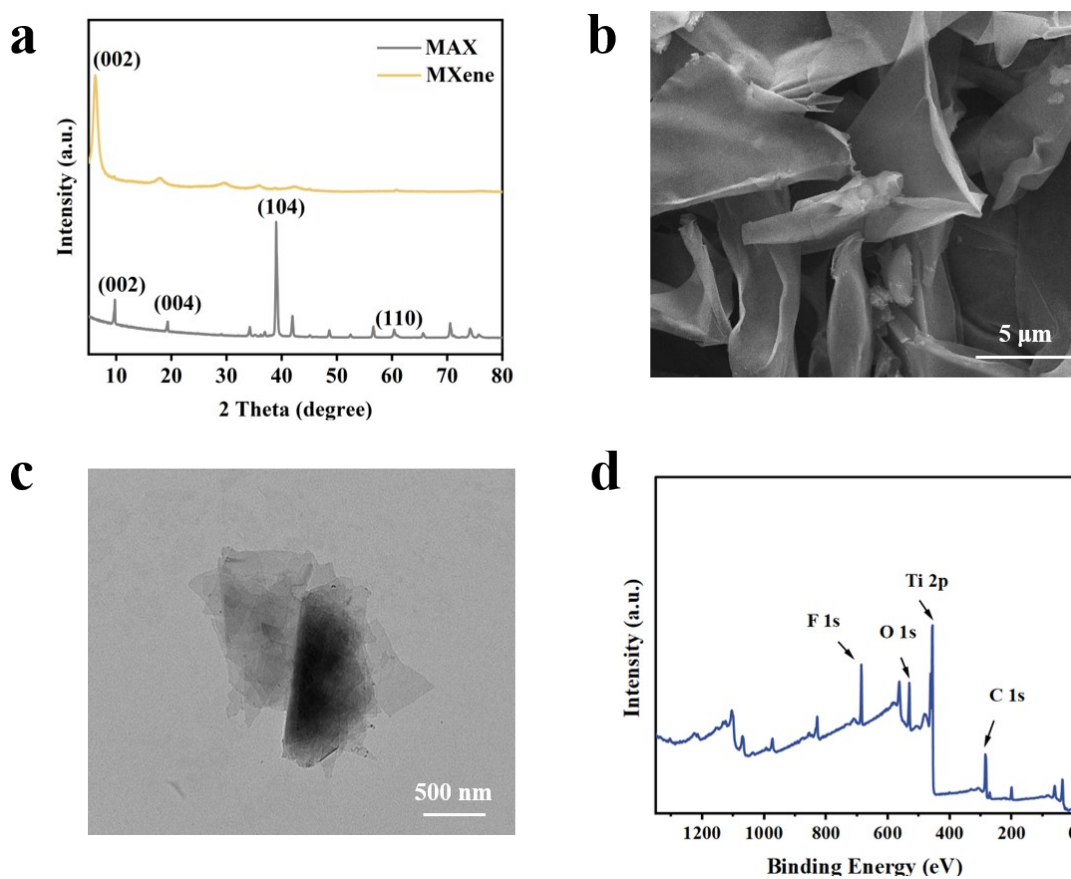 a
(002)
MAX
MXene
(104)
(002)
(004)
(110)
Intensity (a.u.)
10 20 30 40 50 60 70 80
2 Theta (degree)
b
5 μm
c
500 nm
d
Ti 2p
F 1s
O 1s
C 1s
Intensity (a.u.)
1200 1000 800 600 400 200
Binding Energy (eV)